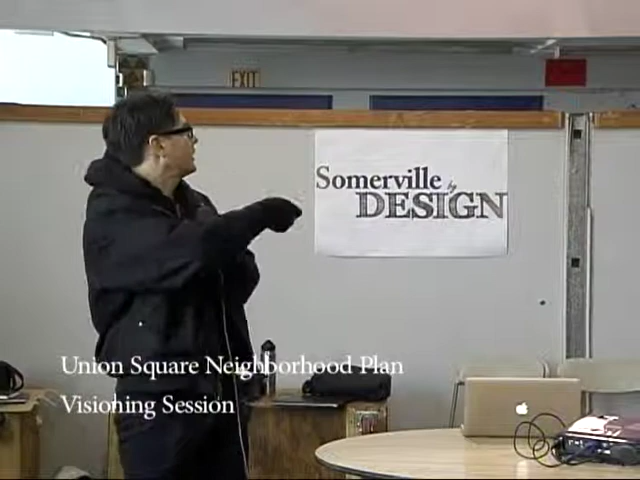 EXIT
Somerville
by
DESIGN
Union Square Neighborhood Plan
Visioning Session